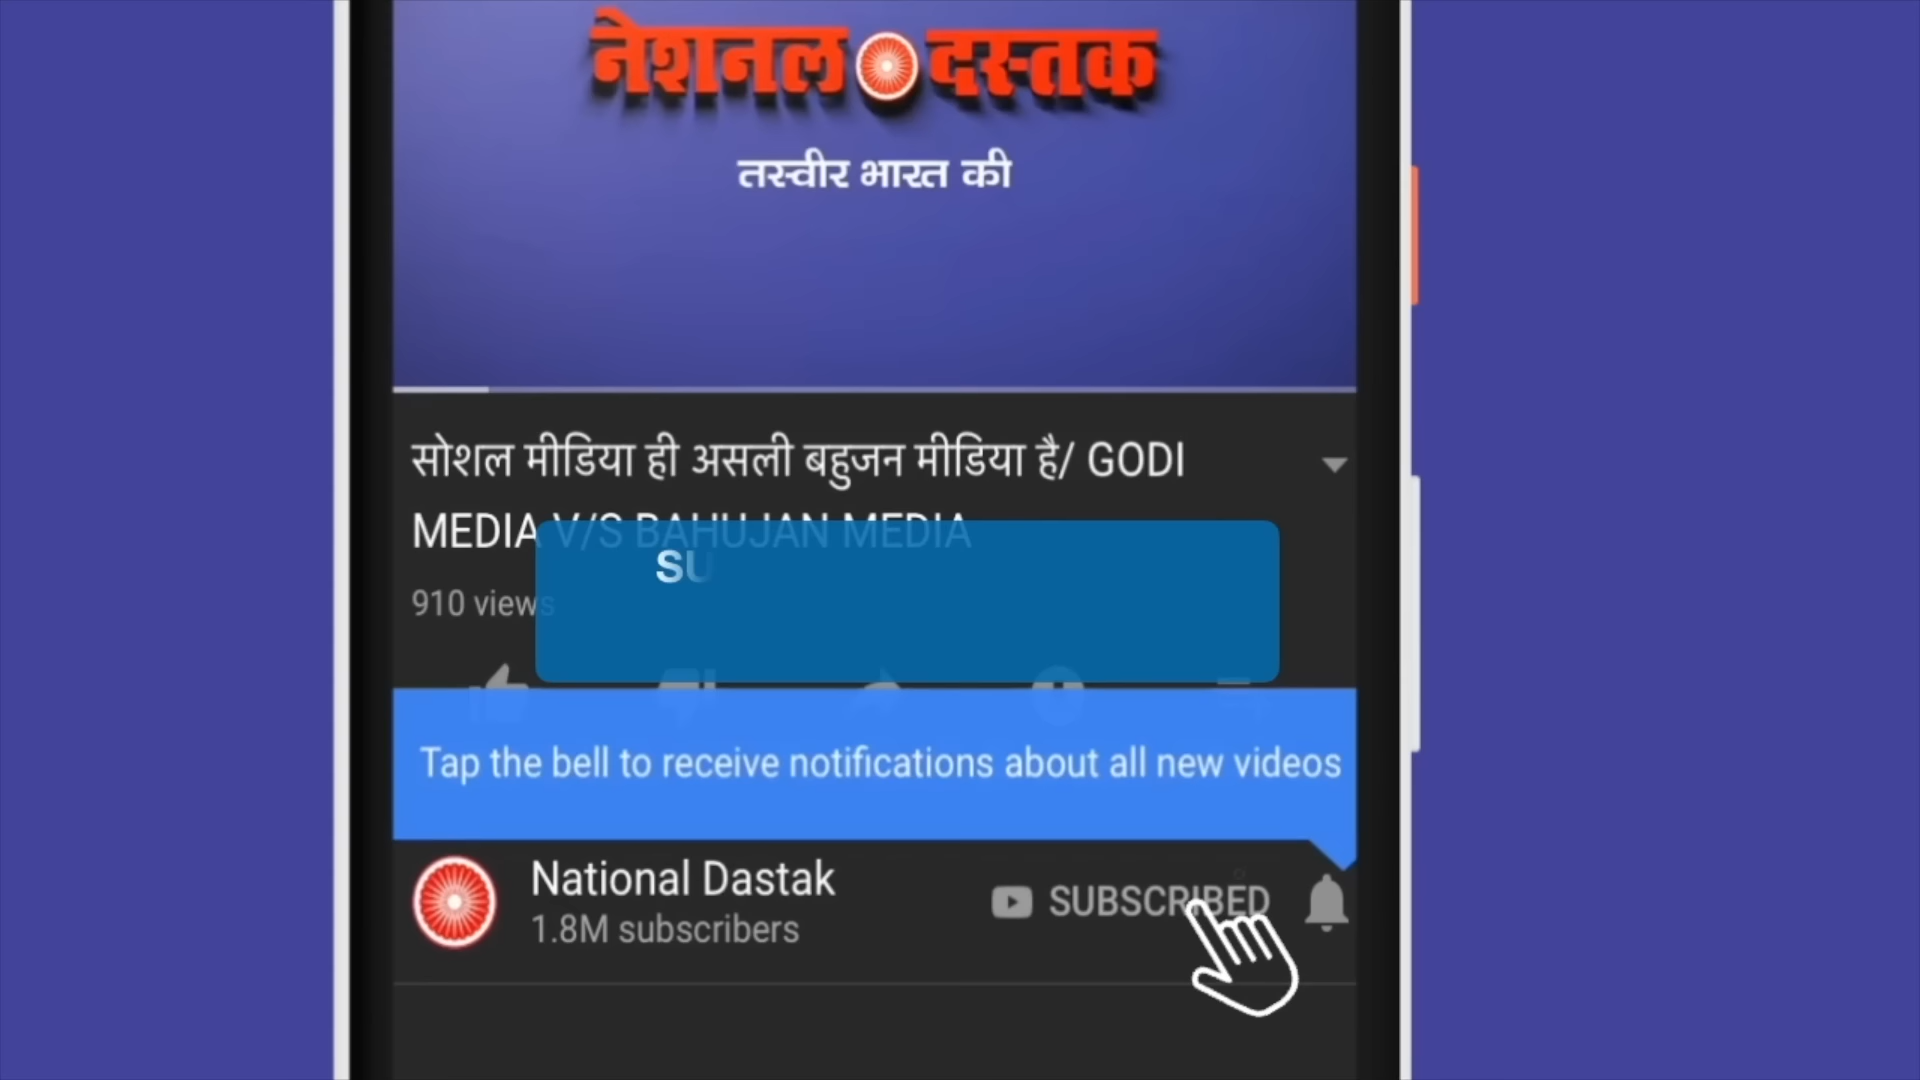 नेशनल दस्तक
तस्वीर भारत की
सोशल मीडिया ही असली बहुजन मीडिया है/ GODI
MEDIA V/S BAHUJAN MEDIA
SU
910 views
Tap the bell to receive notifications about all new videos
National Dastak
SUBSCRIBED
1.8M subscribers